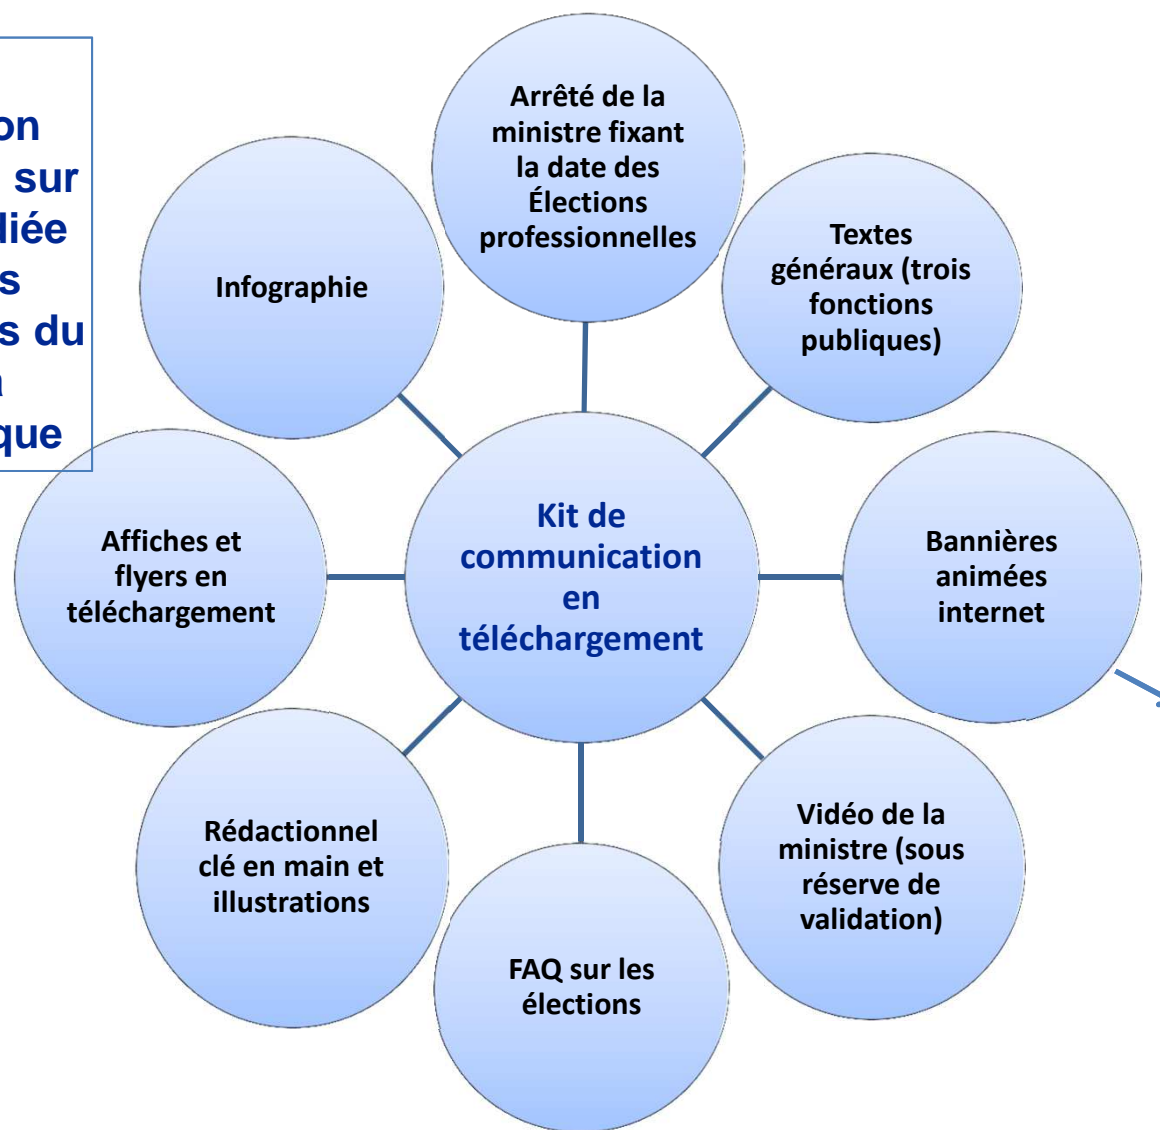 on
sur
diée
s
s du
a
que
Arrêté de la
ministre fixant
la date des
Élections
professionnelles
Textes
généraux (trois
fonctions
publiques)
Infographie
Bannières
animées
internet
Kit de
communication
en
téléchargement
Affiches et
flyers en
téléchargement
Vidéo de la
ministre (sous
réserve de
validation)
Rédactionnel
clé en main et
illustrations
FAQ sur les
élections